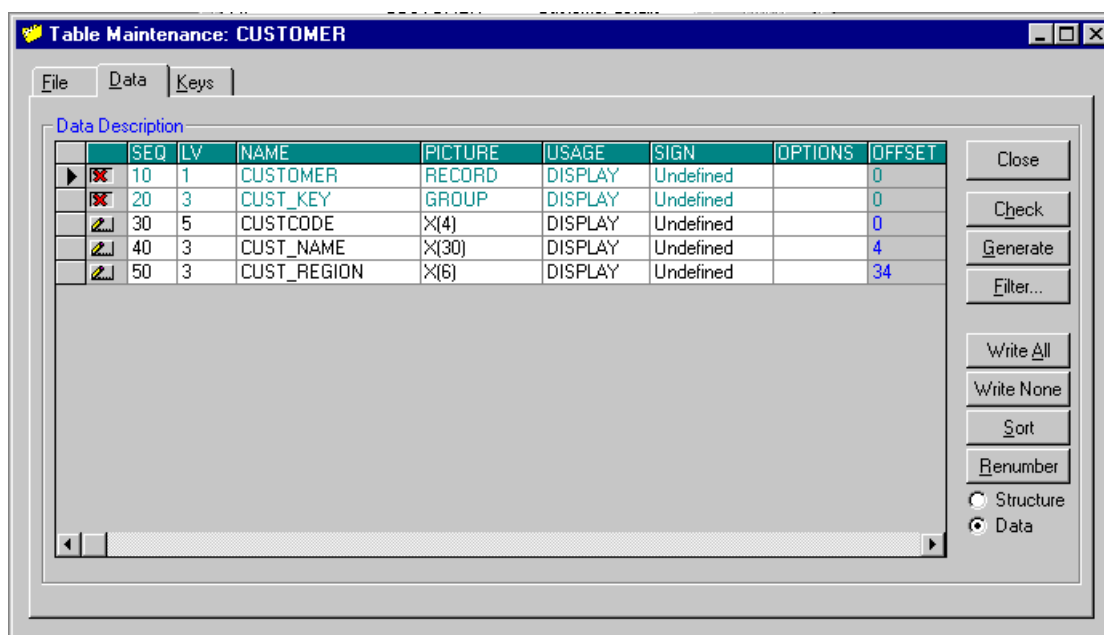 Table Maintenance: CUSTOMER
File Data Keys
Data Description
SEQ LV NAME PICTURE USAGE SIGN OPTIONS OFFSET
10 1 CUSTOMER RECORD DISPLAY Undefined 0
20 3 CUST_KEY GROUP DISPLAY Undefined 0
30 5 CUSTCODE X(4) DISPLAY Undefined 0
40 3 CUST_NAME X(30) DISPLAY Undefined 4
50 3 CUST_REGION X(6) DISPLAY Undefined 34
Close
Check
Generate
Filter...
Write All
Write None
Sort
Renumber
Structure
Data